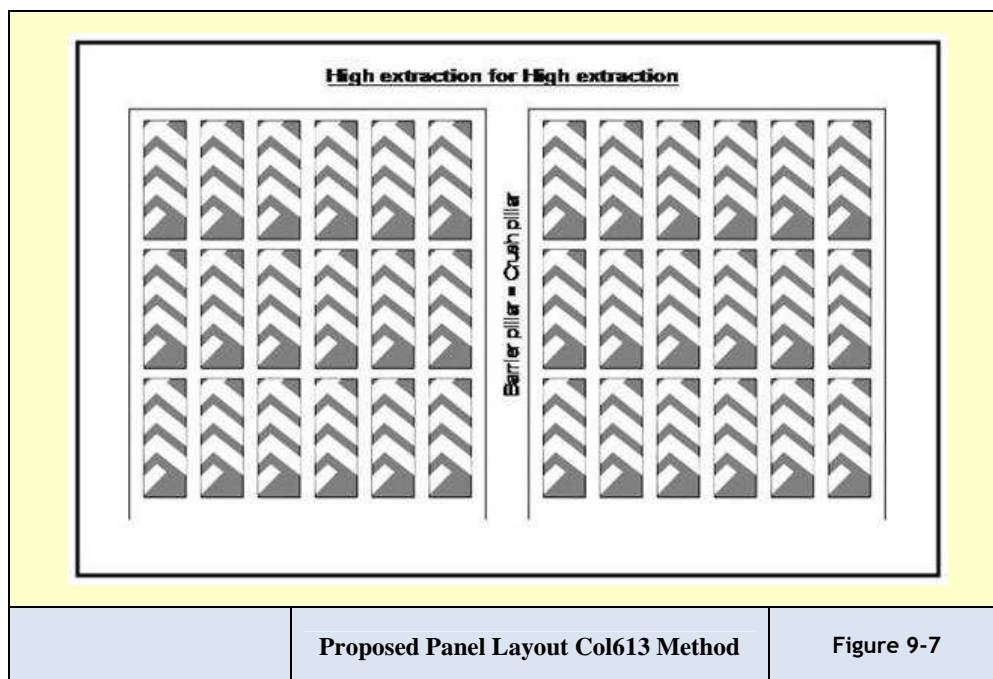 High extraction for High extraction
Barrier pillar = Crush pillar
Proposed Panel Layout Col613 Method
Figure 9-7